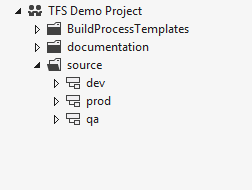 TFS Demo Project
BuildProcessTemplates
documentation
source
dev
prod
qa